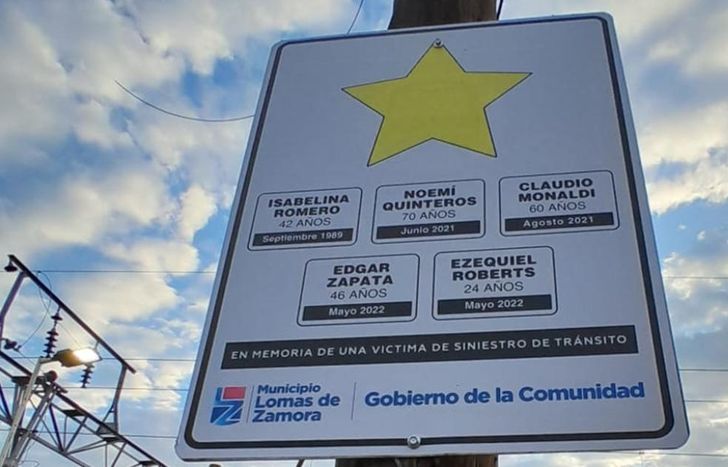 ISABELINA
ROMERO
42 AÑOS
Septiembre 1989
NOEMÍ
QUINTEROS
70 AÑOS
Junio 2021
CLAUDIO
MONALDI
60 AÑOS
Agosto 2021
EDGAR
ZAPATA
46 AÑOS
Mayo 2022
EZEQUIEL
ROBERTS
24 AÑOS
Mayo 2022
EN MEMORIA DE UNA VICTIMA DE SINIESTRO DE TRÁNSITO
Municipio
Lomas de
Zamora
Gobierno de la Comunidad